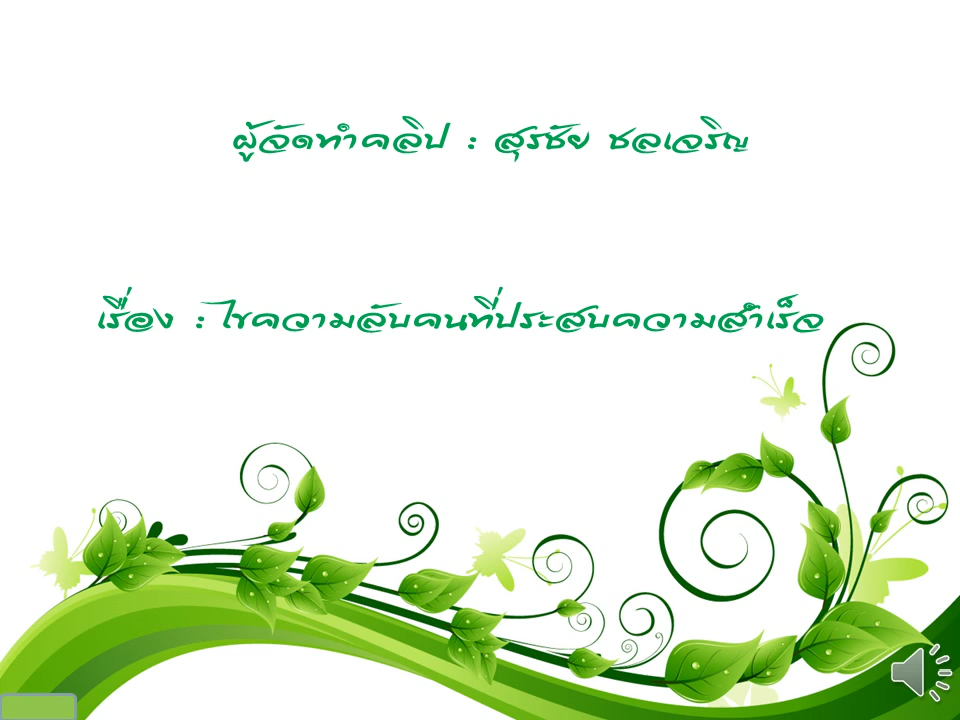 ผู้จัดทำคลิป : สุรชัย ชลเจริญ
เรื่อง : ไขความลับคนที่ประสบความสำเร็จ